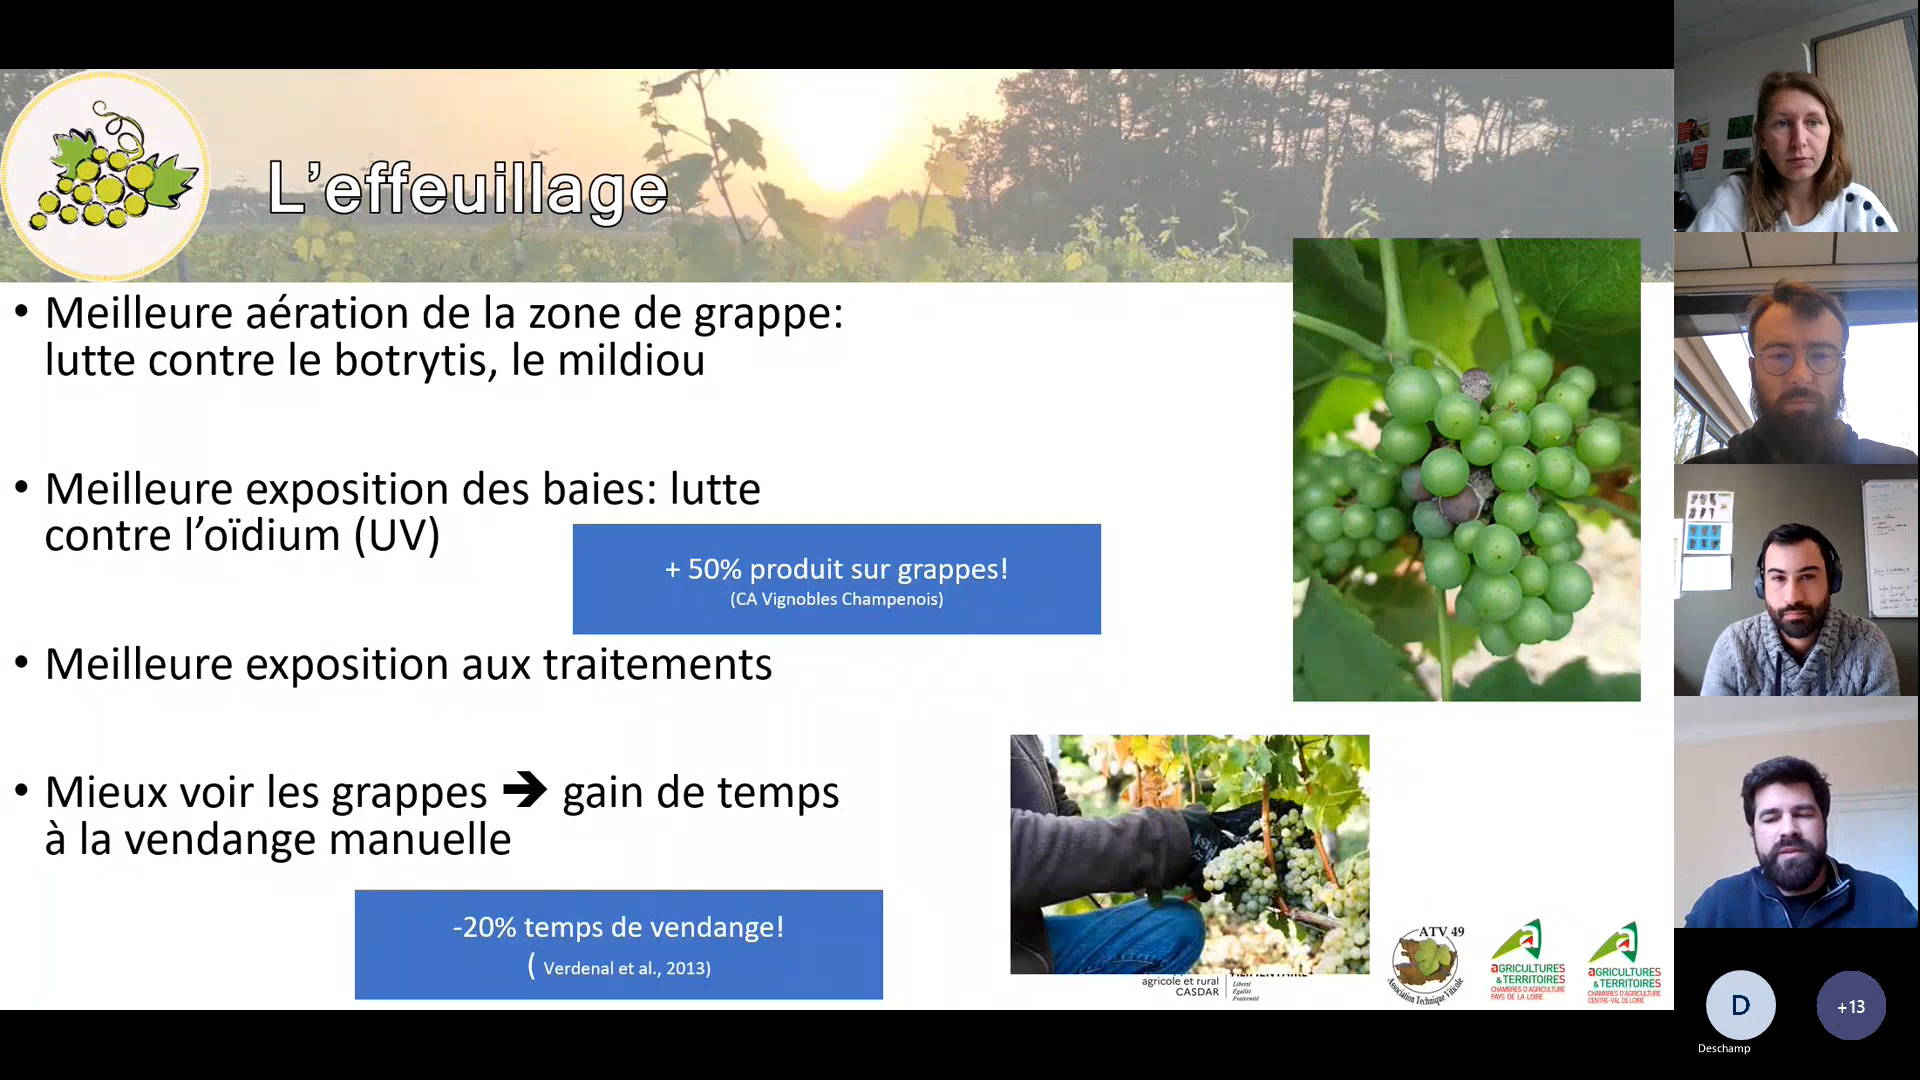 L'effeuillage
• Meilleure aération de la zone de grappe:
lutte contre le botrytis, le mildiou
• Meilleure exposition des baies: lutte
contre l'oïdium (UV)
+ 50% produit sur grappes!
(CA Vignobles Champenois)
• Meilleure exposition aux traitements
• Mieux voir les grappes ➔ gain de temps
à la vendange manuelle
-20% temps de vendange!
( Verdenal et al., 2013)
agricole et rural
CASDAR
Liberté
Égalité
Fraternité
ATV 49
Association Technique Viticole
AGRICULTURES
& TERRITOIRES
CHAMBRES D'AGRICULTURE
PAYS DE LA LOIRE
AGRICULTURES
& TERRITOIRES
CHAMBRES D'AGRICULTURE
CENTRE-VAL DE LOIRE
D
Deschamp
+13